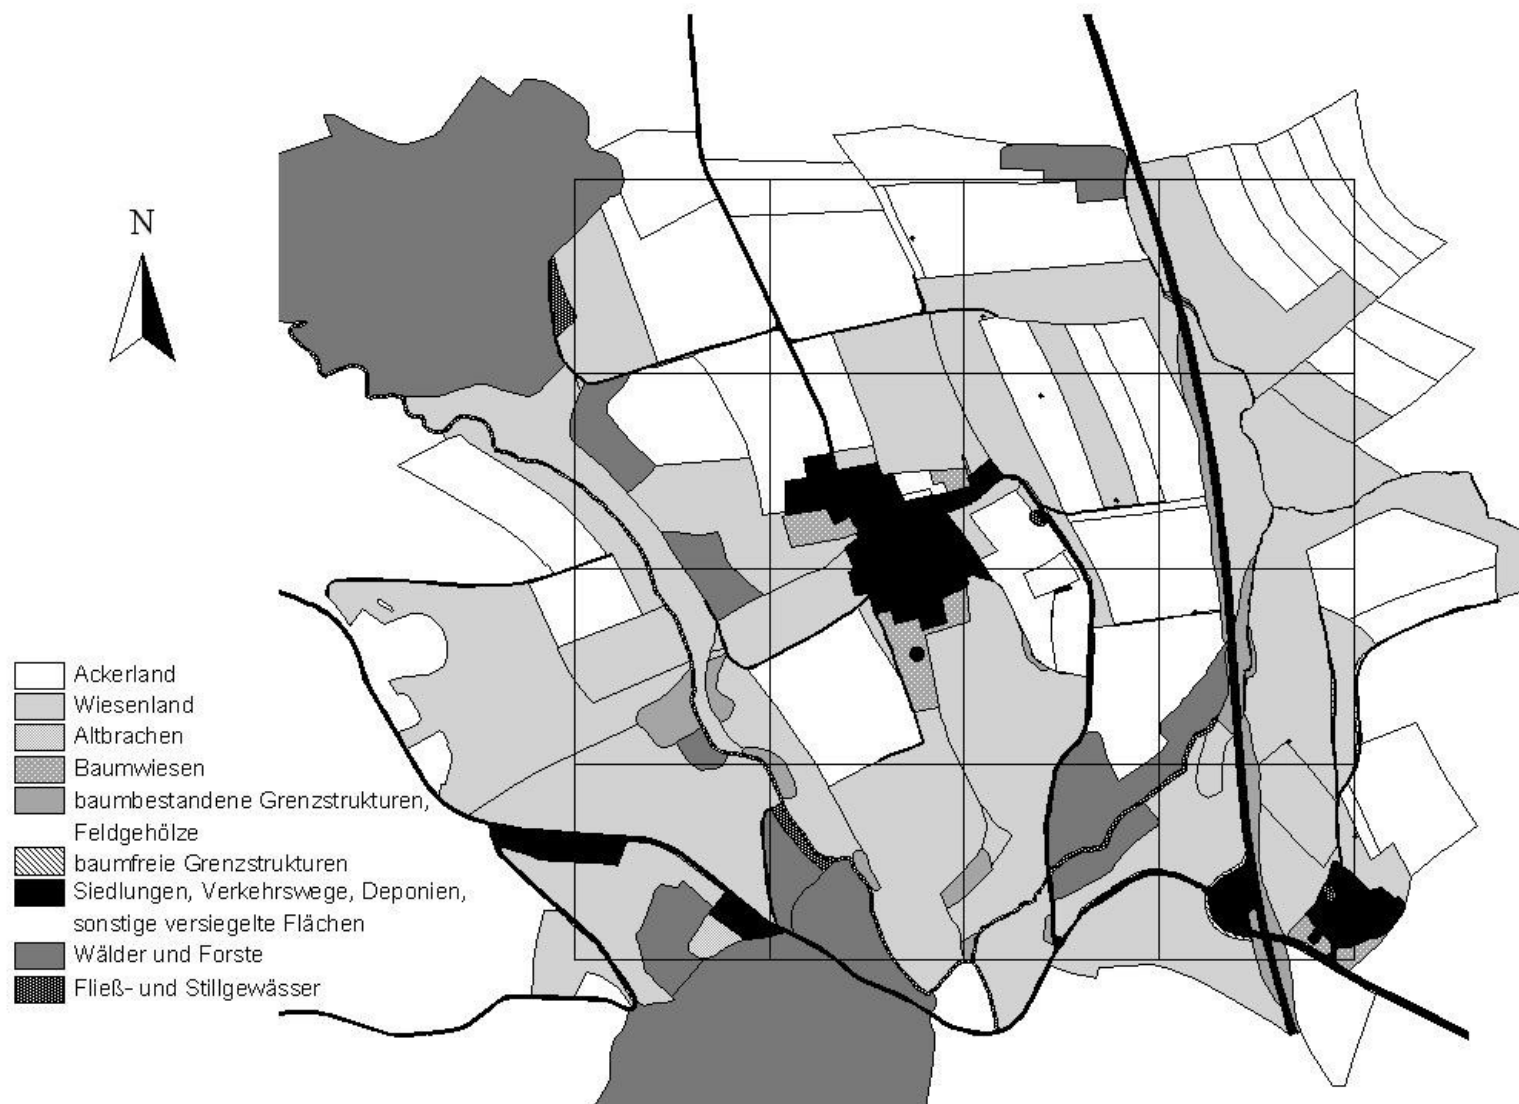 N
Ackerland
Wiesenland
Altbrachen
Baumwiesen
baumbestandene Grenzstrukturen,
Feldgehölze
baumfreie Grenzstrukturen
Siedlungen, Verkehrswege, Deponien,
sonstige versiegelte Flächen
Wälder und Forste
Fließ- und Stillgewässer